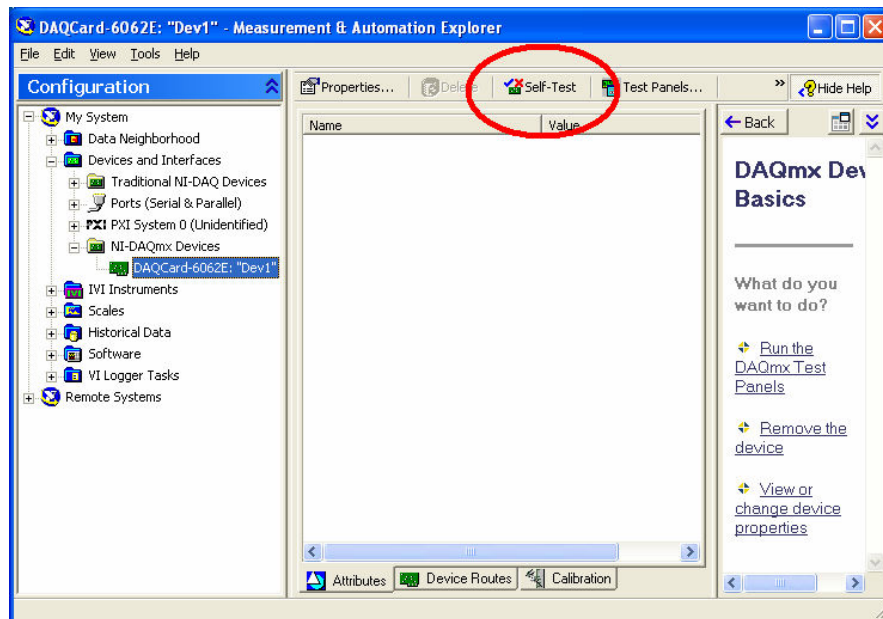 DAQCard-6062E: "Dev1" - Measurement & Automation Explorer
File Edit View Tools Help
Configuration
Properties... Delete Self-Test Test Panels... » Hide Help
My System
Data Neighborhood
Devices and Interfaces
Traditional NI-DAQ Devices
Ports (Serial & Parallel)
PXI PXI System 0 (Unidentified)
NI-DAQmx Devices
DAQCard-6062E: "Dev1"
IVI Instruments
Scales
Historical Data
Software
VI Logger Tasks
Remote Systems
Name Value
Attributes Device Routes Calibration
Back
DAQmx Dev
Basics
What do you
want to do?
Run the
DAQmx Test
Panels
Remove the
device
View or
change device
properties